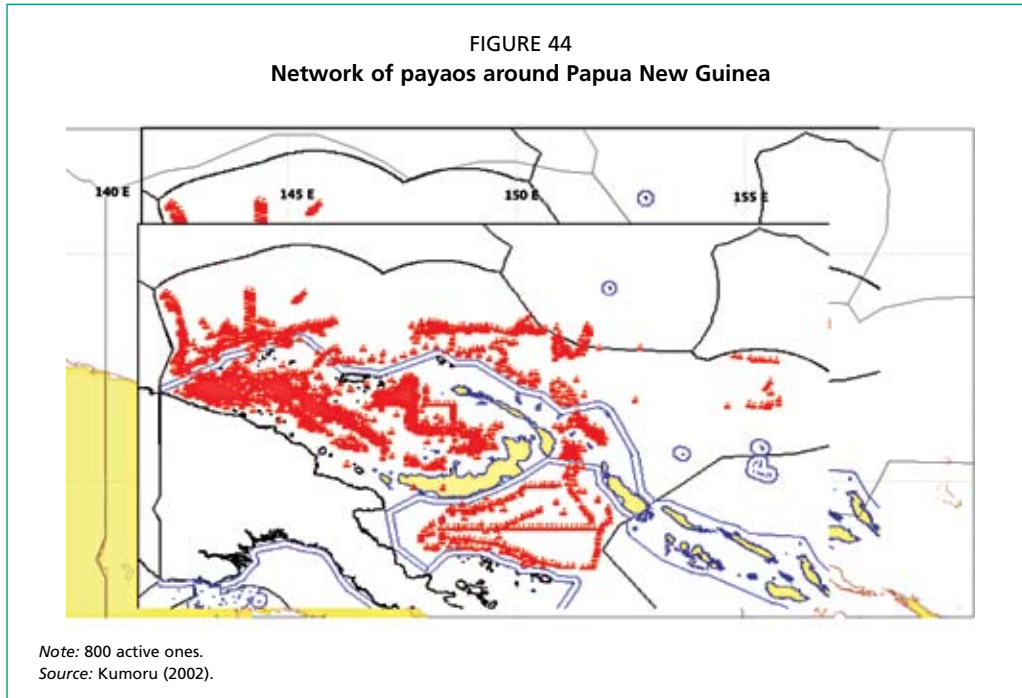 FIGURE 44
Network of payaos around Papua New Guinea
140 E 145 E 150 E 155 E
Note: 800 active ones.
Source: Kumoru (2002).